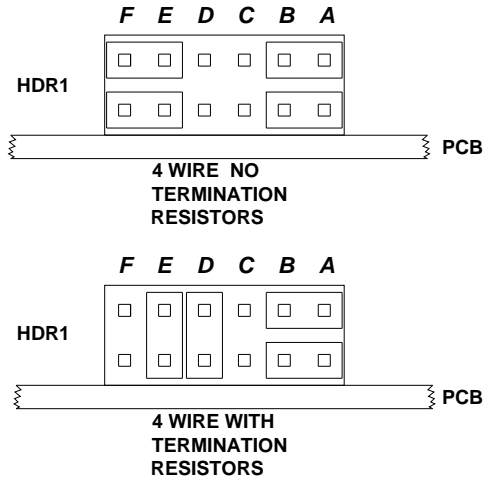 F E D C B A
HDR1
PCB
4 WIRE NO
TERMINATION
RESISTORS
F E D C B A
HDR1
PCB
4 WIRE WITH
TERMINATION
RESISTORS